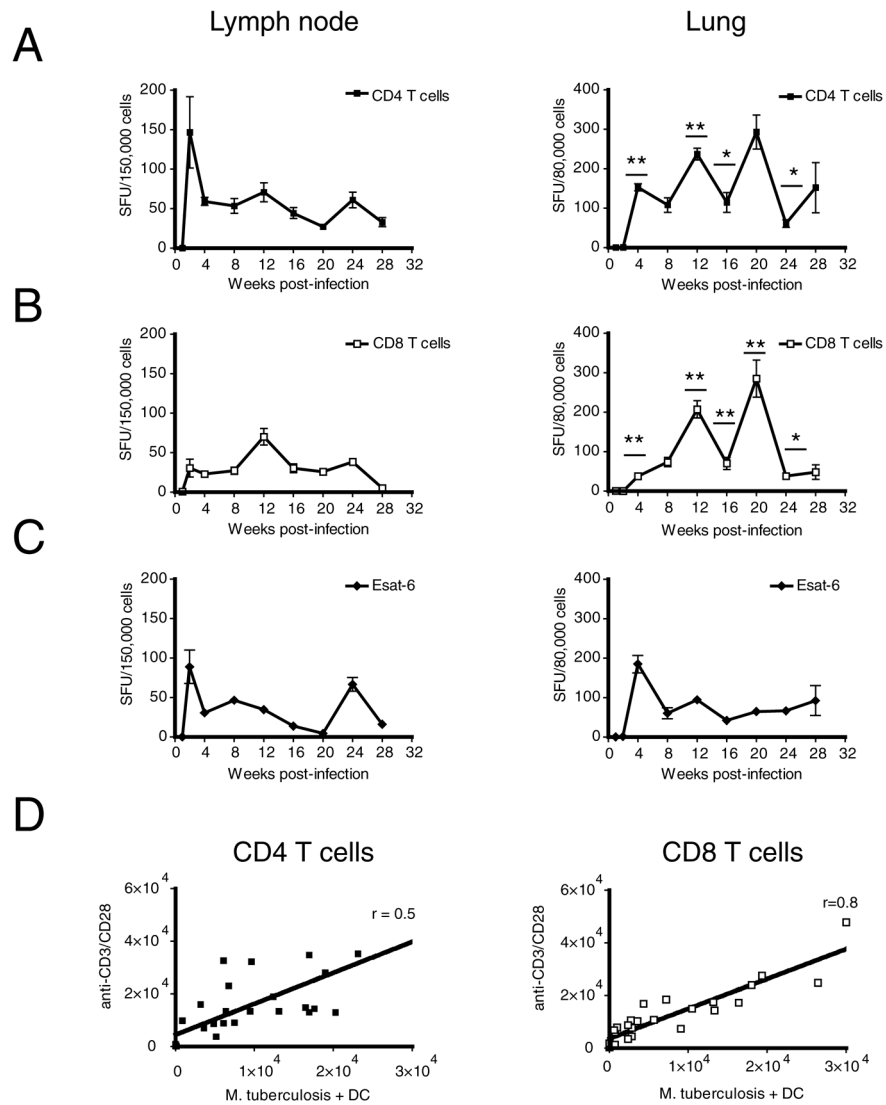 Lymph node
Lung
A
CD4 T cells
SFU/150,000 cells
200
150
100
50
0
0 4 8 12 16 20 24 28 32
Weeks post-infection
CD4 T cells
SFU/80,000 cells
400
300
200
100
0
** ** * *
0 4 8 12 16 20 24 28 32
Weeks post-infection
B
CD8 T cells
SFU/150,000 cells
200
150
100
50
0
0 4 8 12 16 20 24 28 32
Weeks post-infection
CD8 T cells
SFU/80,000 cells
400
300
200
100
0
** ** ** ** *
0 4 8 12 16 20 24 28 32
Weeks post-infection
C
Esat-6
SFU/150,000 cells
200
150
100
50
0
0 4 8 12 16 20 24 28 32
Weeks post-infection
Esat-6
SFU/80,000 cells
400
300
200
100
0
0 4 8 12 16 20 24 28 32
Weeks post-infection
D
CD4 T cells
anti-CD3/CD28
6×10⁴
4×10⁴
2×10⁴
0
r = 0.5
0 1×10⁴ 2×10⁴ 3×10⁴
M. tuberculosis + DC
CD8 T cells
anti-CD3/CD28
6×10⁴
4×10⁴
2×10⁴
0
r=0.8
0 1×10⁴ 2×10⁴ 3×10⁴
M. tuberculosis + DC